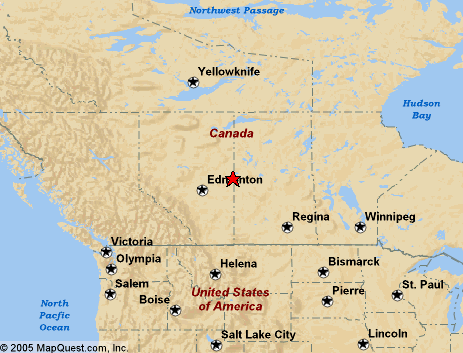 Northwest Passage
Yellowknife
Hudson
Bay
Canada
Edmonton
Regina
Winnipeg
Victoria
Olympia
Helena
Bismarck
Salem
Boise
United States
of America
Pierre
St. Paul
North
Pacfic
Ocean
Salt Lake City
Lincoln
© 2005 MapQuest.com, Inc.